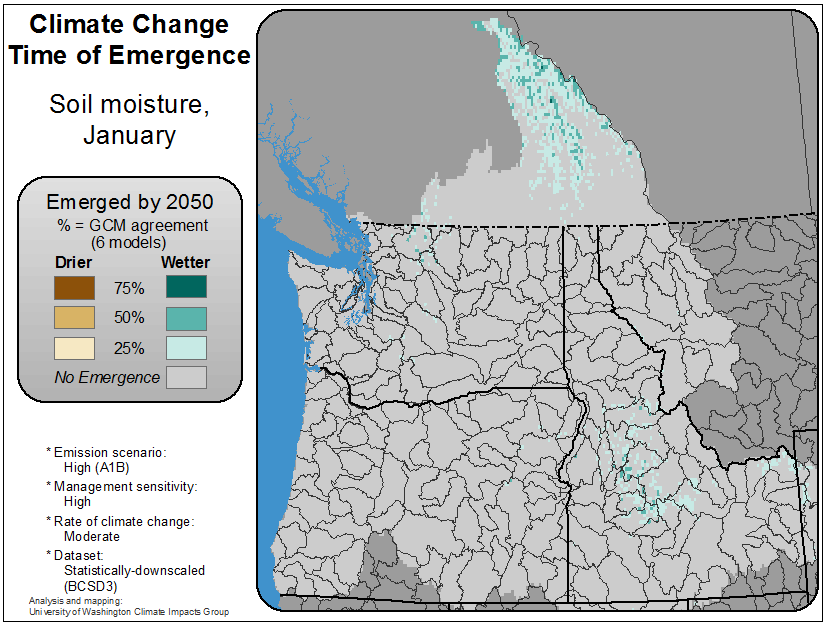 Climate Change
Time of Emergence
Soil moisture,
January
Emerged by 2050
% = GCM agreement
(6 models)
Drier Wetter
75%
50%
25%
No Emergence
* Emission scenario:
High (A1B)
* Management sensitivity:
High
* Rate of climate change:
Moderate
* Dataset:
Statistically-downscaled
(BCSD3)
Analysis and mapping:
University of Washington Climate Impacts Group